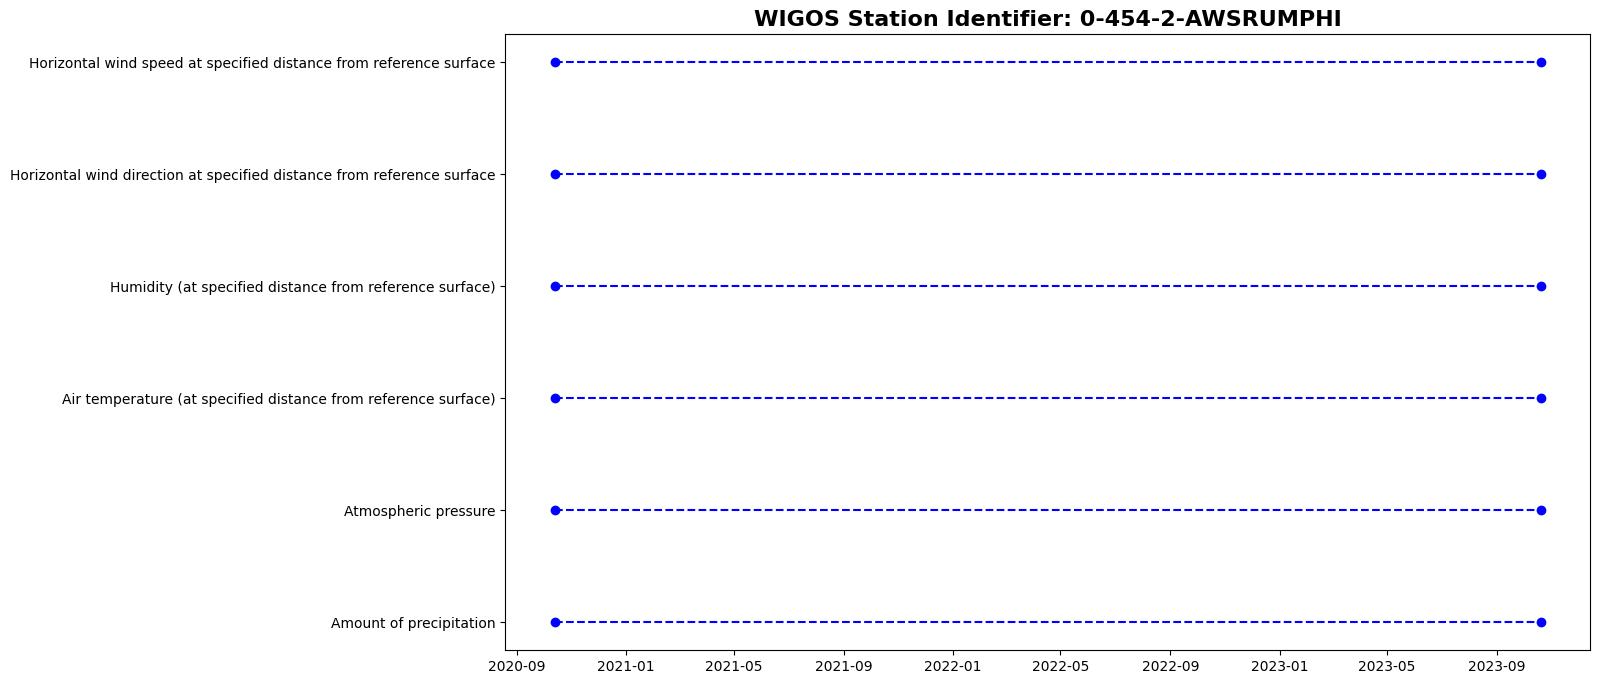 WIGOS Station Identifier: 0-454-2-AWSRUMPHI
Horizontal wind speed at specified distance from reference surface
Horizontal wind direction at specified distance from reference surface
Humidity (at specified distance from reference surface)
Air temperature (at specified distance from reference surface)
Atmospheric pressure
Amount of precipitation
2020-09 2021-01 2021-05 2021-09 2022-01 2022-05 2022-09 2023-01 2023-05 2023-09